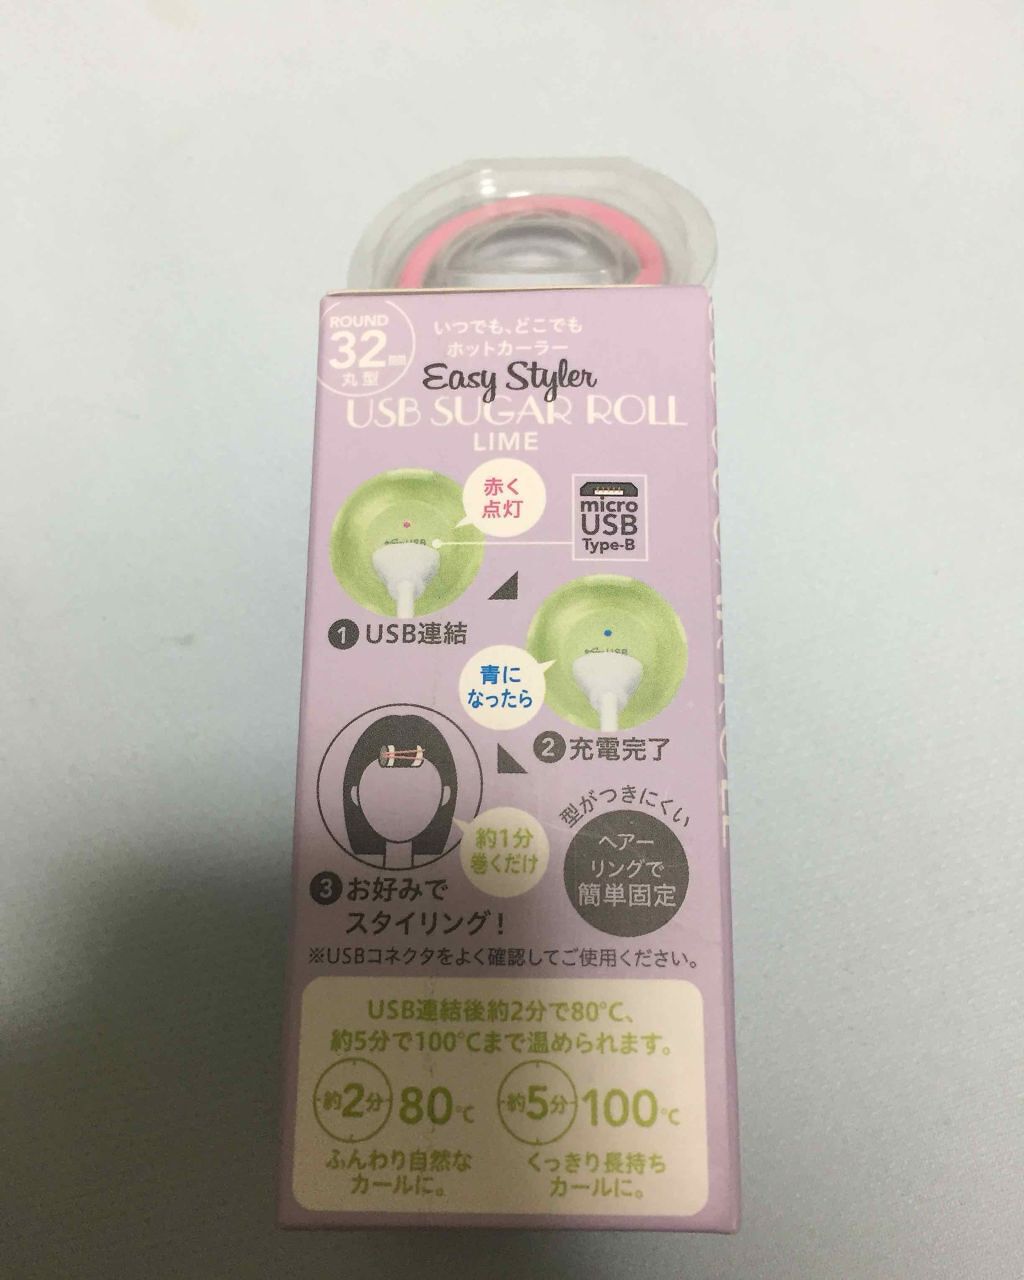 ROUND
32mm
丸型
いつでも、どこでも
ホットカーラー
Easy Styler
USB SUGAR ROLL
LIME
赤く
点灯
micro
USB
Type-B
1 USB連結
青に
なったら
2 充電完了
約1分
巻くだけ
3 お好みで
スタイリング!
型がつきにくい
ヘアー
リングで
簡単固定
※USBコネクタをよく確認してご使用ください。
USB連結後約2分で80℃、
約5分で100℃まで温められます。
約2分 80℃
ふんわり自然な
カールに。
約5分 100℃
くっきり長持ち
カールに。